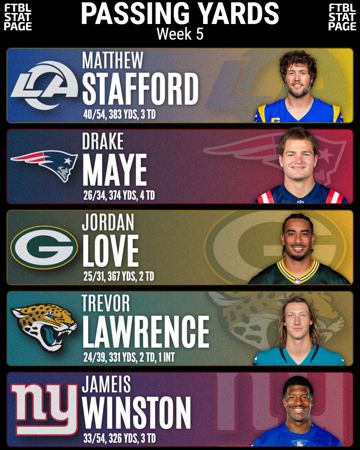 FTBL
STAT
PAGE
PASSING YARDS
Week 5
FTBL
STAT
PAGE
MATTHEW
STAFFORD
40/54, 383 YDS, 3 TD
DRAKE
MAYE
26/34, 374 YDS, 4 TD
JORDAN
LOVE
25/31, 367 YDS, 2 TD
G
TREVOR
LAWRENCE
24/39, 331 YDS, 2 TD, 1 INT
ny
JAMEIS
WINSTON
33/54, 326 YDS, 3 TD